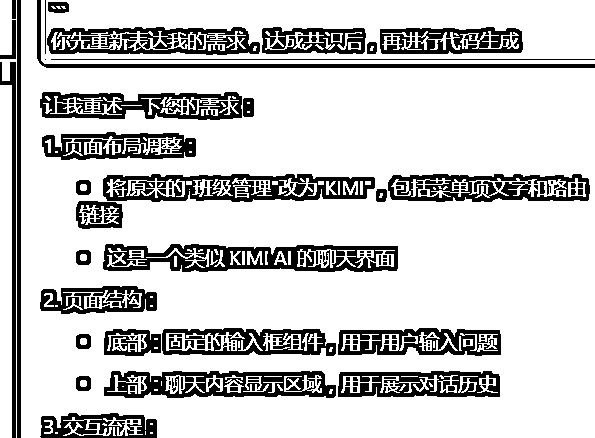 你先重新表达我的需求，达成共识后，再进行代码生成
让我重述一下您的需求：
1. 页面布局调整：
将原来的"班级管理"改为"KIMI"，包括菜单项文字和路由
链接
这是一个类似 KIMI AI 的聊天界面
2. 页面结构：
底部：固定的输入框组件，用于用户输入问题
上部：聊天内容显示区域，用于展示对话历史
3. 交互流程：